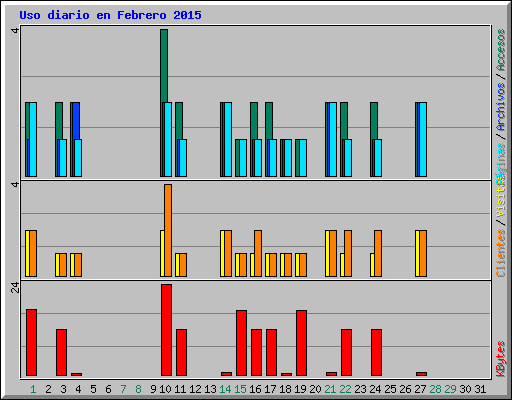 Uso diario en Febrero 2015
4
4
24
KBytes
Clientes / Visitas
Páginas / Archivos / Accesos
1 2 3 4 5 6 7 8 9 10 11 12 13 14 15 16 17 18 19 20 21 22 23 24 25 26 27 28 29 30 31